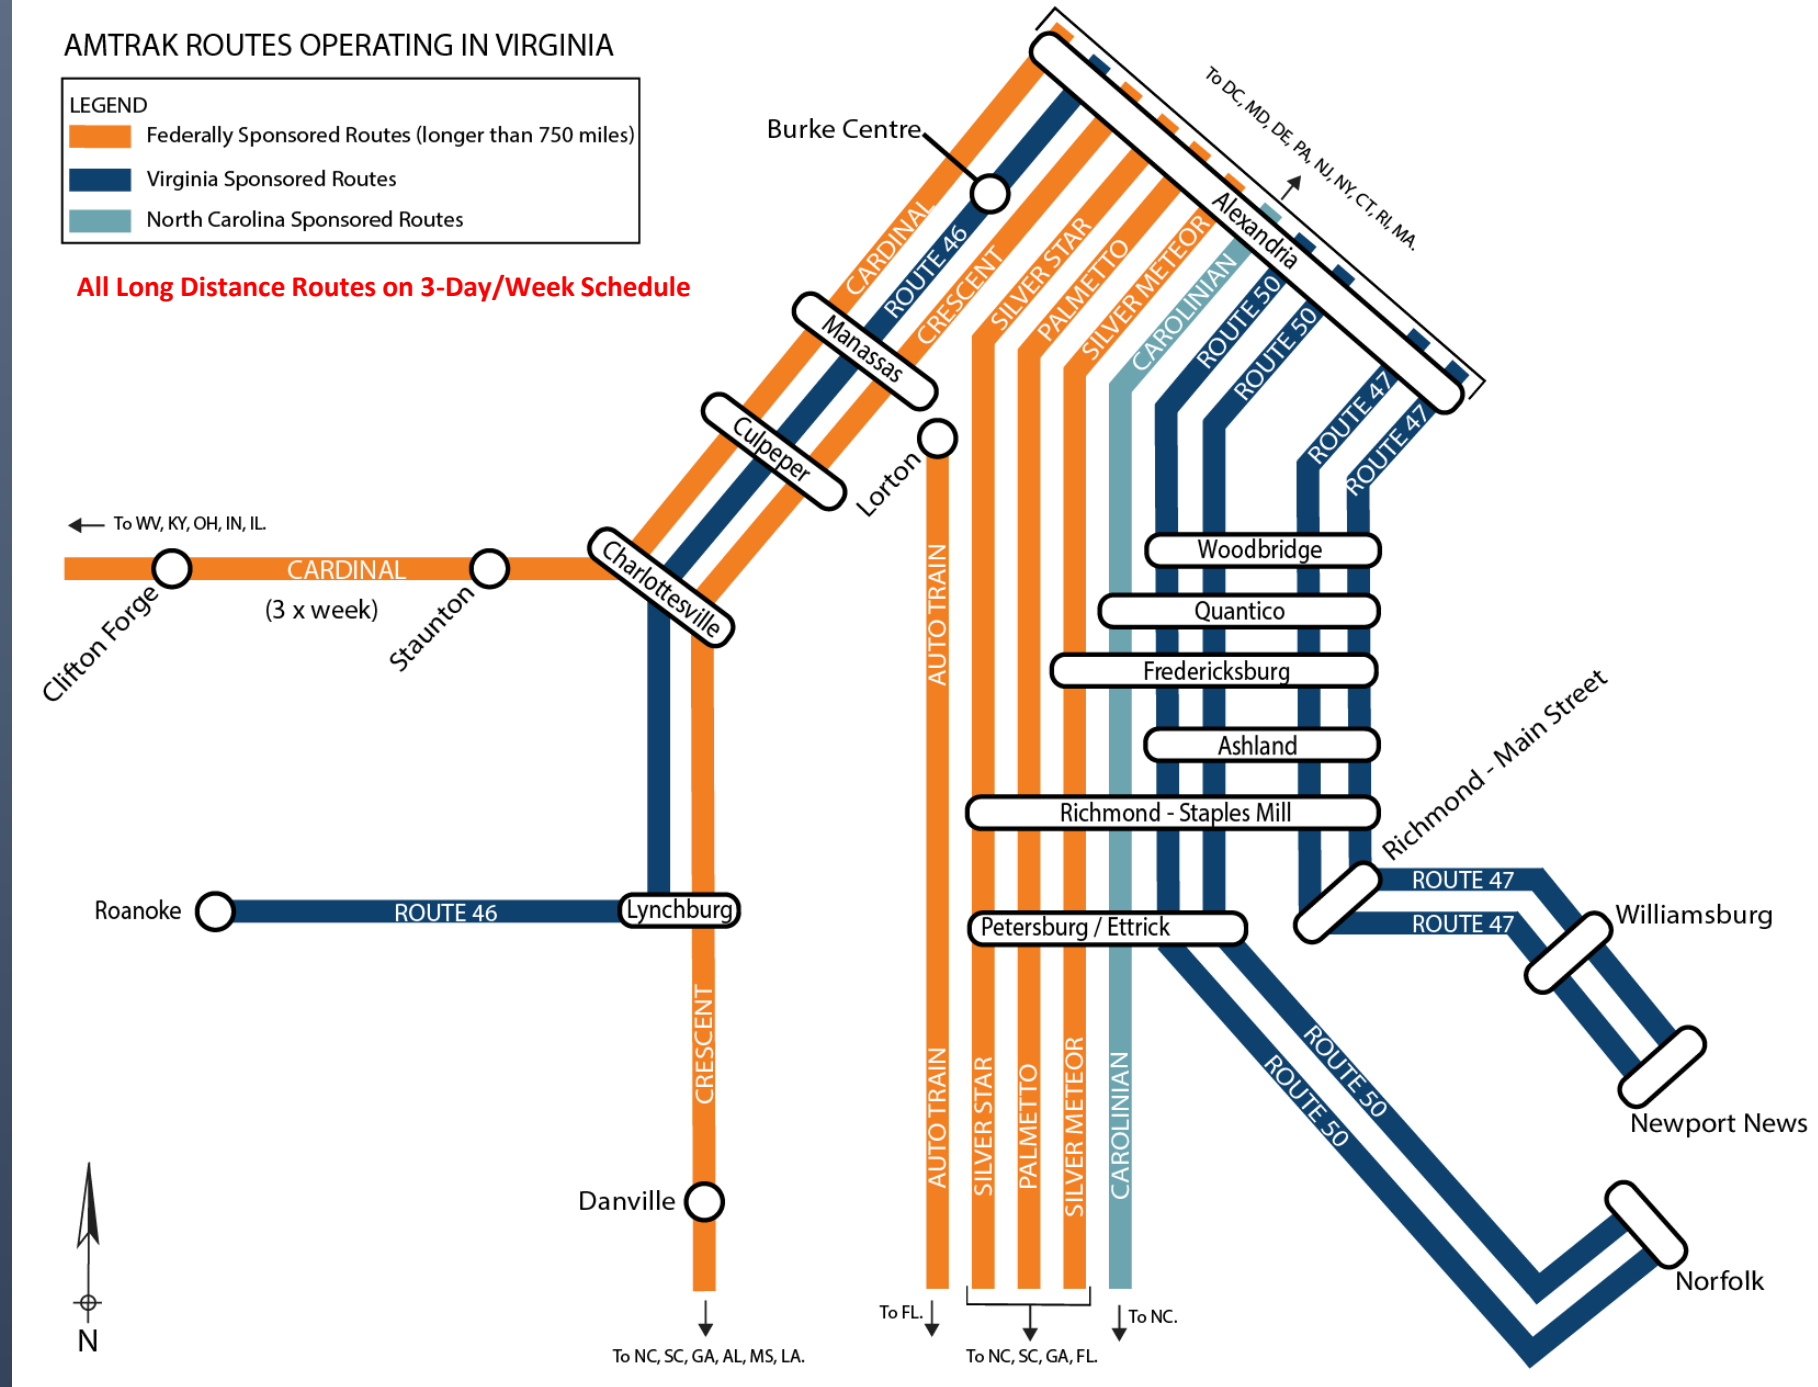 AMTRAK ROUTES OPERATING IN VIRGINIA
LEGEND
Federally Sponsored Routes (longer than 750 miles)
Virginia Sponsored Routes
North Carolina Sponsored Routes
All Long Distance Routes on 3-Day/Week Schedule
To DC, MD, DE, PA, NJ, NY, CT, RI, MA.
Burke Centre
Alexandria
CARDINAL
ROUTE 46
CRESCENT
SILVER STAR
PALMETTO
SILVER METEOR
CAROLINIAN
ROUTE 50
ROUTE 50
ROUTE 47
ROUTE 47
Manassas
Culpeper
Lorton
To WV, KY, OH, IN, IL.
CARDINAL
(3 x week)
Clifton Forge
Staunton
Charlottesville
AUTO TRAIN
Woodbridge
Quantico
Fredericksburg
Ashland
Richmond - Staples Mill
Richmond - Main Street
ROUTE 47
ROUTE 47
Williamsburg
Newport News
Roanoke
ROUTE 46
Lynchburg
Petersburg / Ettrick
CRESCENT
AUTO TRAIN
SILVER STAR
PALMETTO
SILVER METEOR
CAROLINIAN
ROUTE 50
ROUTE 50
Danville
Norfolk
N
To NC, SC, GA, AL, MS, LA.
To FL.
To NC, SC, GA, FL.
To NC.